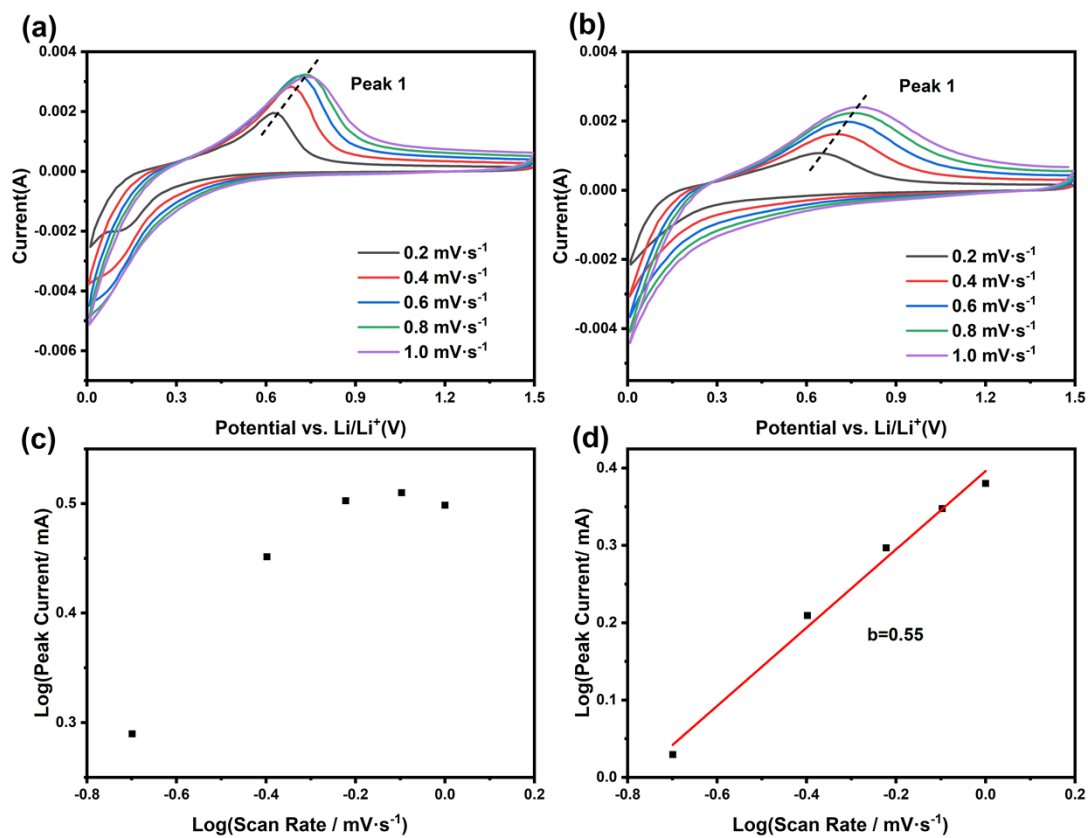 (a)
Current(A)
0.004
0.002
0.000
-0.002
-0.004
-0.006
Peak 1
0.2 mV·s⁻¹
0.4 mV·s⁻¹
0.6 mV·s⁻¹
0.8 mV·s⁻¹
1.0 mV·s⁻¹
0.0 0.3 0.6 0.9 1.2 1.5
Potential vs. Li/Li⁺(V)
(b)
Current(A)
0.004
0.002
0.000
-0.002
-0.004
Peak 1
0.2 mV·s⁻¹
0.4 mV·s⁻¹
0.6 mV·s⁻¹
0.8 mV·s⁻¹
1.0 mV·s⁻¹
0.0 0.3 0.6 0.9 1.2 1.5
Potential vs. Li/Li⁺(V)
(c)
Log(Peak Current/ mA)
0.5
0.4
0.3
-0.8 -0.6 -0.4 -0.2 0.0 0.2
Log(Scan Rate / mV·s⁻¹)
(d)
Log(Peak Current/ mA)
0.4
0.3
0.2
0.1
0.0
b=0.55
-0.8 -0.6 -0.4 -0.2 0.0 0.2
Log(Scan Rate / mV·s⁻¹)